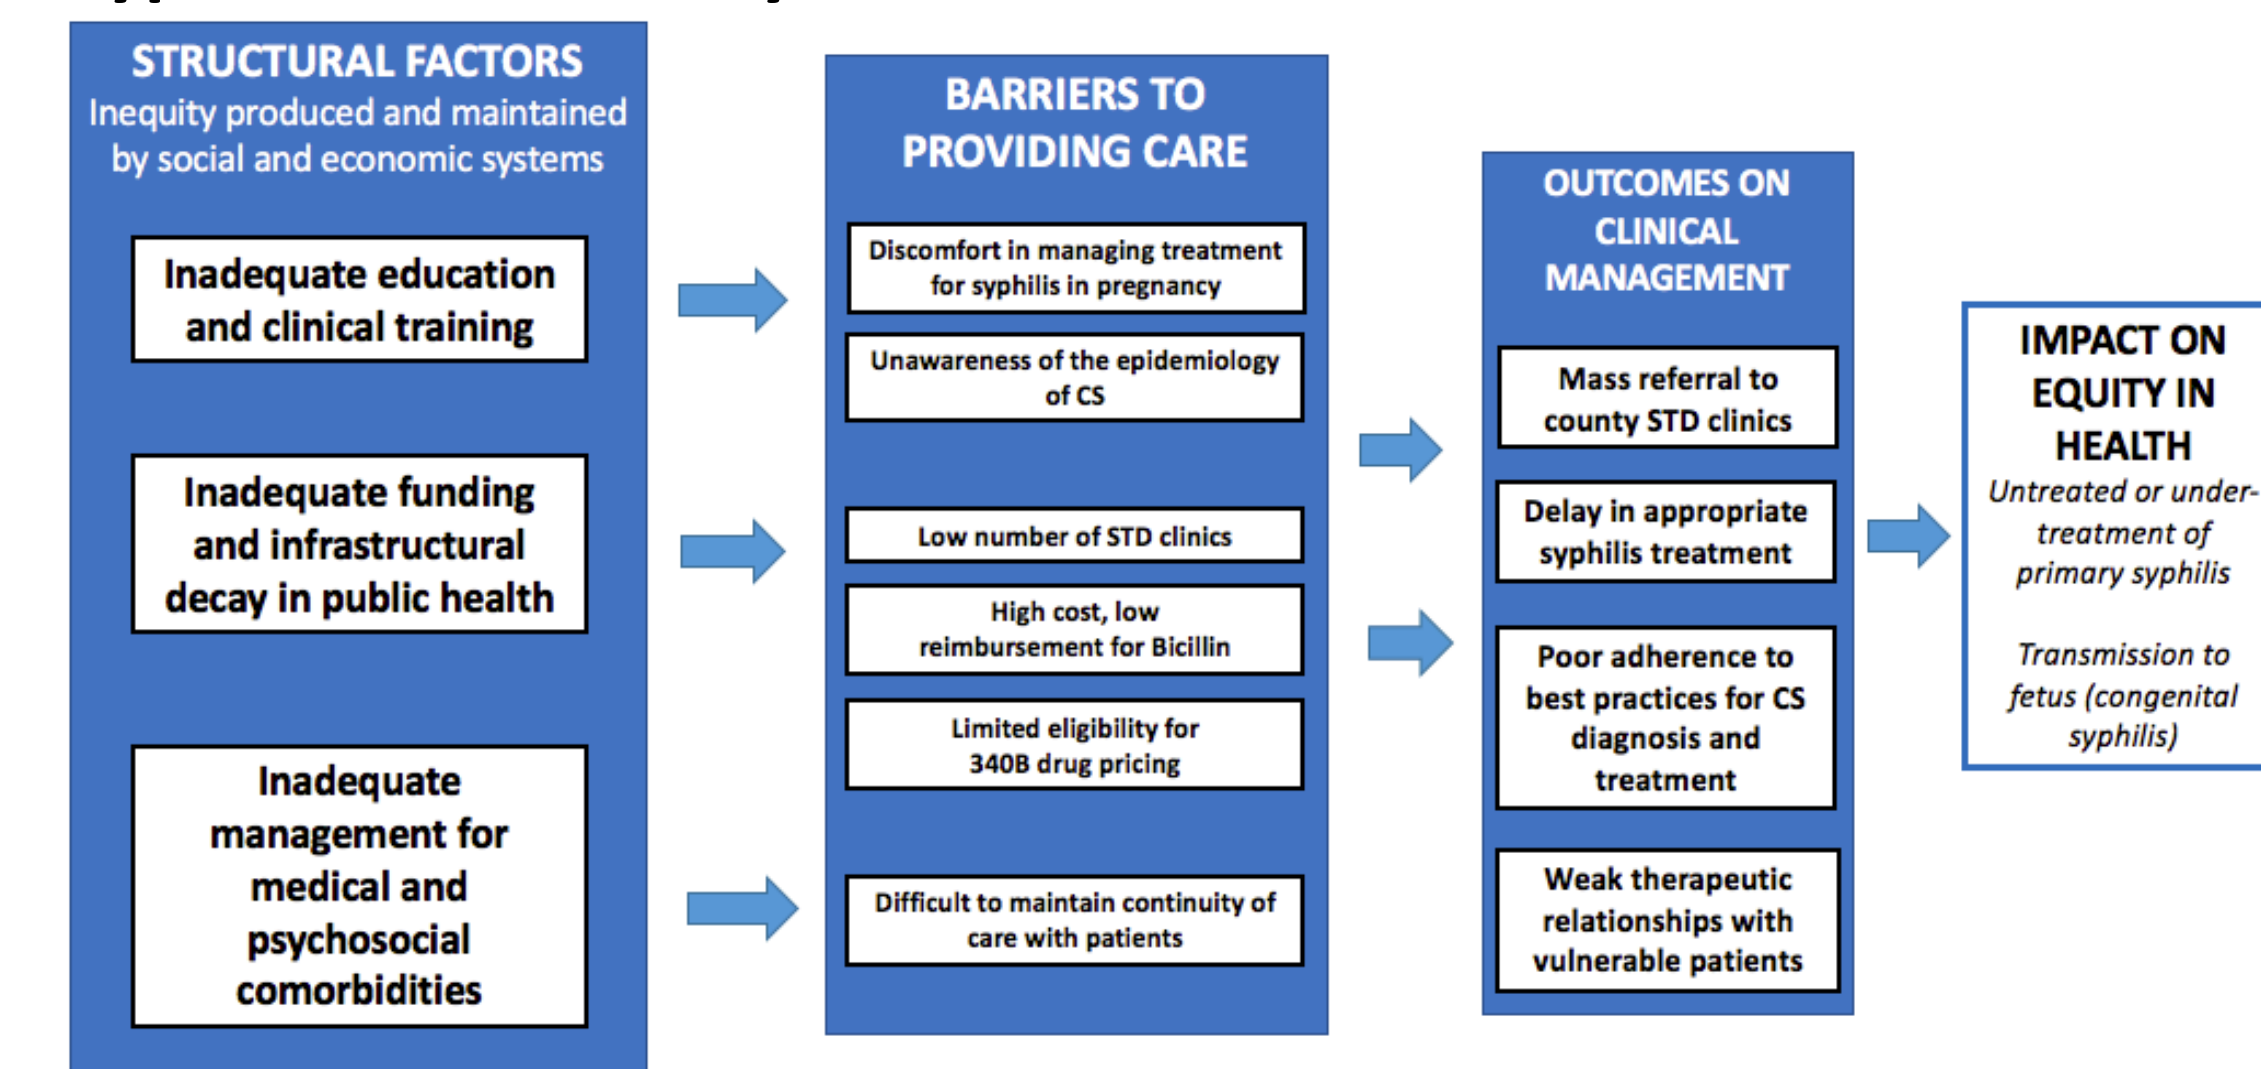 STRUCTURAL FACTORS
Inequity produced and maintained
by social and economic systems
Inadequate education
and clinical training
Inadequate funding
and infrastructural
decay in public health
Inadequate
management for
medical and
psychosocial
comorbidities
BARRIERS TO
PROVIDING CARE
Discomfort in managing treatment
for syphilis in pregnancy
Unawareness of the epidemiology
of CS
Low number of STD clinics
High cost, low
reimbursement for Bicillin
Limited eligibility for
340B drug pricing
Difficult to maintain continuity of
care with patients
OUTCOMES ON
CLINICAL
MANAGEMENT
Mass referral to
county STD clinics
Delay in appropriate
syphilis treatment
Poor adherence to
best practices for CS
diagnosis and
treatment
Weak therapeutic
relationships with
vulnerable patients
IMPACT ON
EQUITY IN
HEALTH
Untreated or under-
treatment of
primary syphilis
Transmission to
fetus (congenital
syphilis)